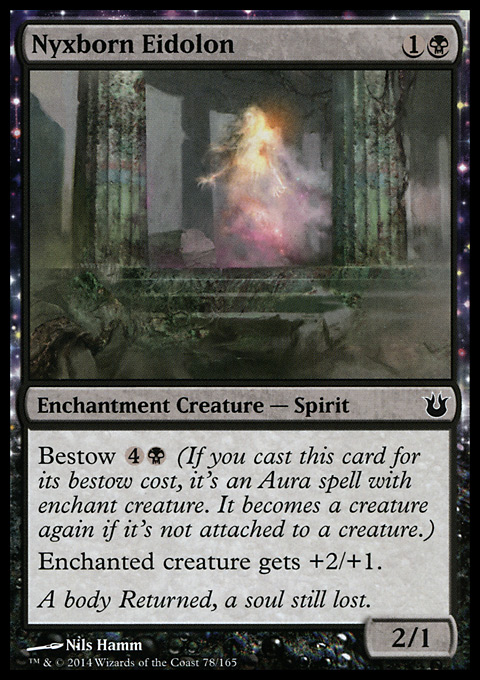 Nyxborn Eidolon 1
Enchantment Creature — Spirit
Bestow 4 (If you cast this card for
its bestow cost, it's an Aura spell with
enchant creature. It becomes a creature
again if it's not attached to a creature.)
Enchanted creature gets +2/+1.
A body Returned, a soul still lost.
Nils Hamm
2/1
™ & © 2014 Wizards of the Coast 78/165